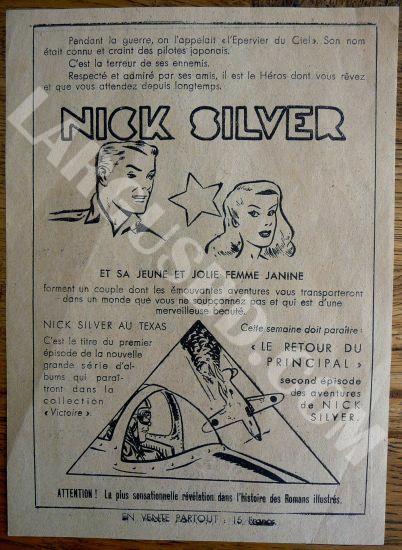 Pendant la guerre, on l'appelait « l'Epervier du Ciel ». Son nom
était connu et craint des pilotes japonais.
C'est la terreur de ses ennemis.
Respecté et admiré par ses amis, il est le Héros dont vous rêvez
et que vous attendez depuis longtemps.
NICK SILVER
ET SA JEUNE ET JOLIE FEMME JANINE
forment un couple dont les émouvantes aventures vous transporteront
dans un monde que vous ne soupçonnez pas et qui est d'une
merveilleuse beauté.
NICK SILVER AU TEXAS
C'est le titre du premier
épisode de la nouvelle
grande série d'al-
bums qui paraî-
tront dans la
collection
« Victoire ».
Cette semaine doit paraître :
« LE RETOUR DU
PRINCIPAL »
second épisode
des aventures
de NICK
SILVER.
ATTENTION ! La plus sensationnelle révélation dans l'histoire des Romans illustrés.
EN VENTE PARTOUT : 15 Francs
LARGUSBD.COM